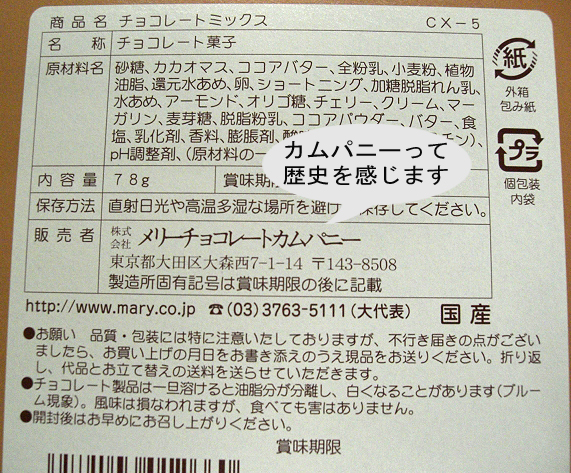 商品名 チョコレートミックス CX-5
名称 チョコレート菓子
原材料名 砂糖、カカオマス、ココアバター、全粉乳、小麦粉、植物
油脂、還元水あめ、卵、ショートニング、加糖脱脂れん乳、
水あめ、アーモンド、オリゴ糖、チェリー、クリーム、マー
ガリン、麦芽糖、脱脂粉乳、ココアパウダー、バター、食
塩、乳化剤、香料、膨脹剤、酸 チン)、
pH調整剤、(原材料の一
カムパニーって
歴史を感じます
内容量 78g 賞味期限
保存方法 直射日光や高温多湿な場所を避け 保存してください。
販売者 株式会社 メリーチョコレートカムパニー
東京都大田区大森西7-1-14 〒143-8508
製造所固有記号は賞味期限の後に記載
紙
外箱
包み紙
プラ
個包装
内袋
http://www.mary.co.jp ☎(03)3763-5111(大代表) 国産
●お願い 品質・包装には特に注意いたしておりますが、不行き届きの点がござい
ましたら、お買い上げの月日をお書き添えのうえ現品をお送りください。折り返
し、代品とお立て替えの送料を送らせていただきます。
●チョコレート製品は一旦溶けると油脂分が分離し、白くなることがあります(ブルー
ム現象)。風味は損なわれますが、食べても害はありません。
●開封後はお早めにお召し上がりください。
賞味期限